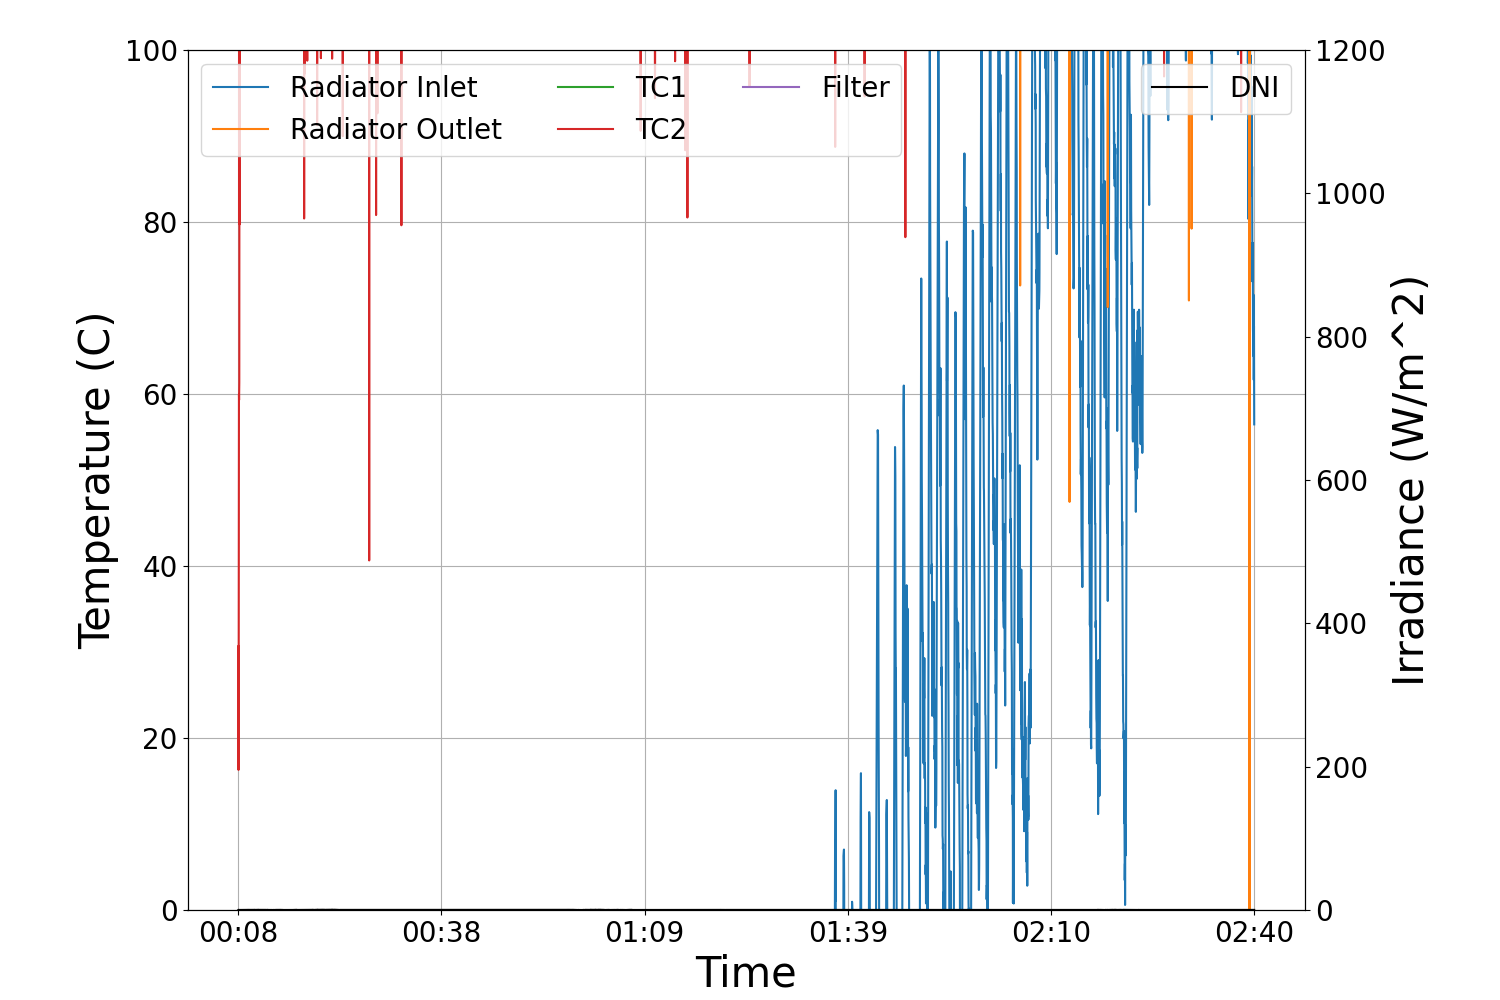 100
80
60
40
20
0
Temperature (C)
Radiator Inlet
Radiator Outlet
TC1
TC2
Filter
DNI
1200
1000
800
600
400
200
0
Irradiance (W/m^2)
00:08 00:38 01:09 01:39 02:10 02:40
Time